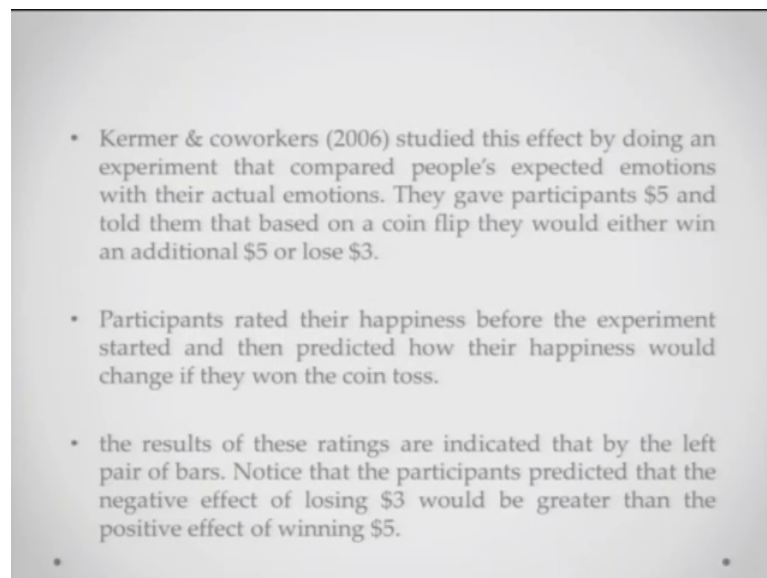 • Kermer & coworkers (2006) studied this effect by doing an
experiment that compared people's expected emotions
with their actual emotions. They gave participants $5 and
told them that based on a coin flip they would either win
an additional $5 or lose $3.
• Participants rated their happiness before the experiment
started and then predicted how their happiness would
change if they won the coin toss.
• the results of these ratings are indicated that by the left
pair of bars. Notice that the participants predicted that the
negative effect of losing $3 would be greater than the
positive effect of winning $5.